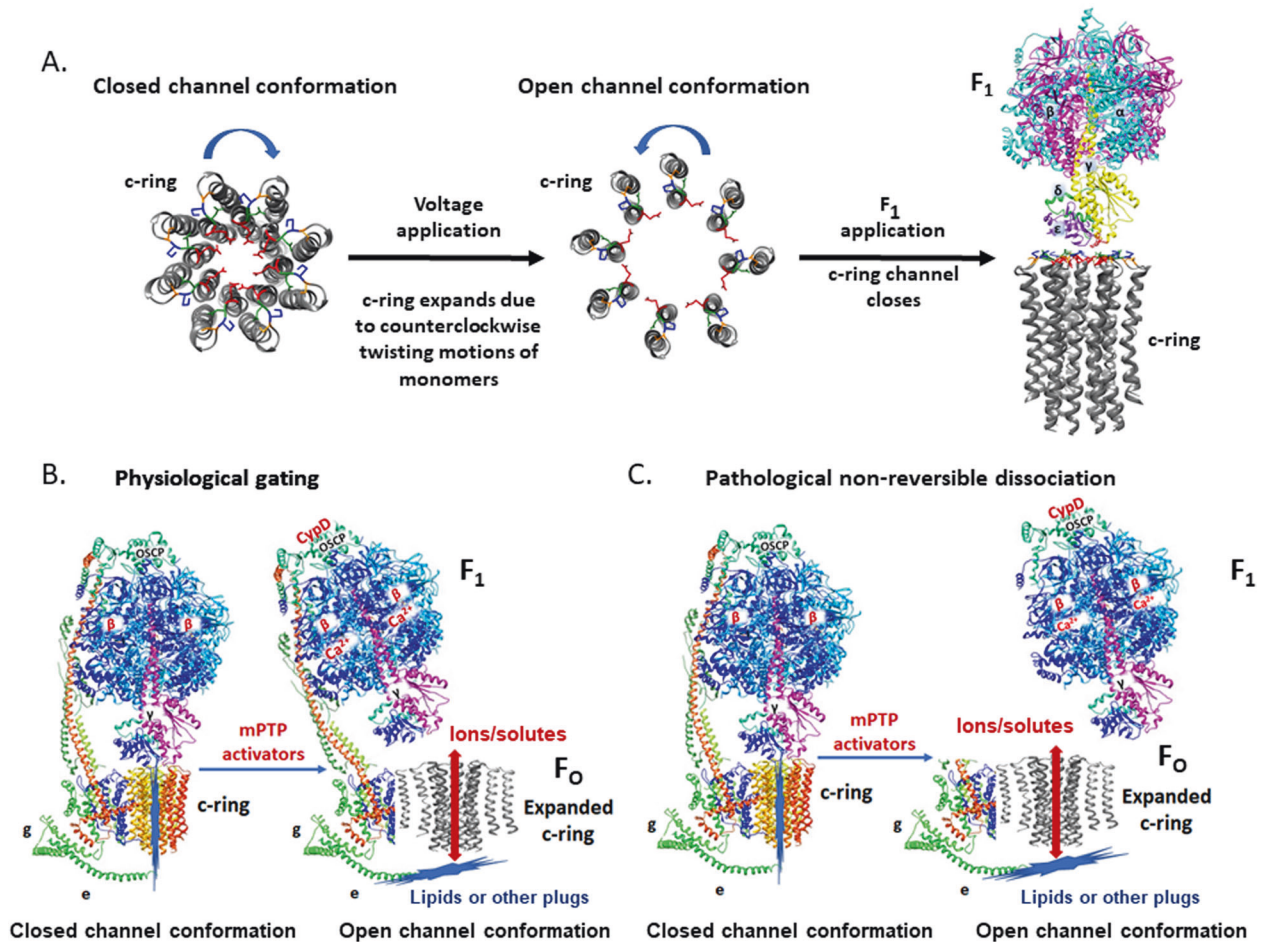 A.
Closed channel conformation
c-ring
Voltage
application
c-ring expands due
to counterclockwise
twisting motions of
monomers
Open channel conformation
c-ring
F1
application
c-ring channel
closes
F1
β
α
γ
δ
ε
c-ring
B.
Physiological gating
OSCP
β
β
γ
c-ring
g
e
Closed channel conformation
mPTP
activators
CypD
OSCP
F1
β
β
Ca2+
Ca2+
γ
Ions/solutes
FO
Expanded
c-ring
g
e
Lipids or other plugs
Open channel conformation
C.
Pathological non-reversible dissociation
OSCP
β
β
γ
c-ring
g
e
Closed channel conformation
mPTP
activators
CypD
OSCP
F1
β
β
Ca2+
Ca2+
γ
Ions/solutes
FO
Expanded
c-ring
g
e
Lipids or other plugs
Open channel conformation